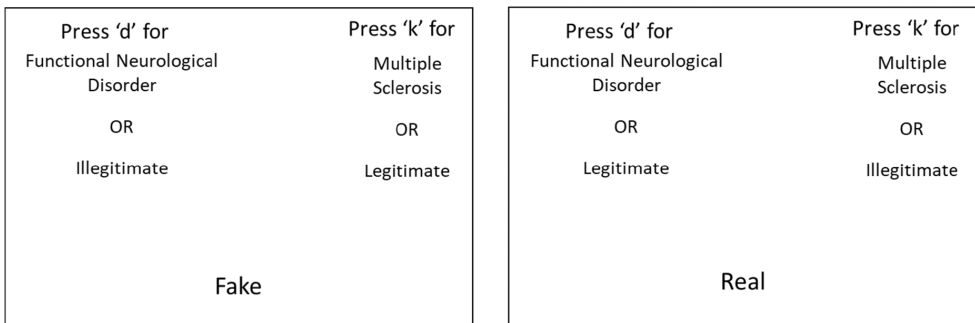 Press ‘d’ for
Functional Neurological
Disorder
OR
Illegitimate
Press ‘k’ for
Multiple
Sclerosis
OR
Legitimate
Fake
Press ‘d’ for
Functional Neurological
Disorder
OR
Legitimate
Press ‘k’ for
Multiple
Sclerosis
OR
Illegitimate
Real